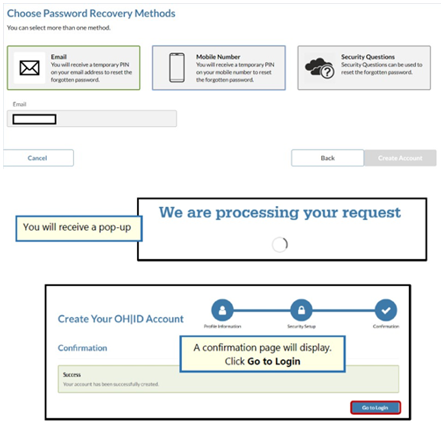 Choose Password Recovery Methods
You can select more than one method.
Email
You will receive a temporary PIN
on your email address to reset the
forgotten password.
Mobile Number
You will receive a temporary PIN
on your mobile number to reset
the forgotten password.
Security Questions
Security Questions can be used to
reset the forgotten password.
Email
Cancel
Back
Create Account
You will receive a pop-up
We are processing your request
Create Your OH|ID Account
Profile Information
Security Setup
Confirmation
Confirmation
A confirmation page will display.
Click Go to Login
Success
Your account has been successfully created.
Go to Login